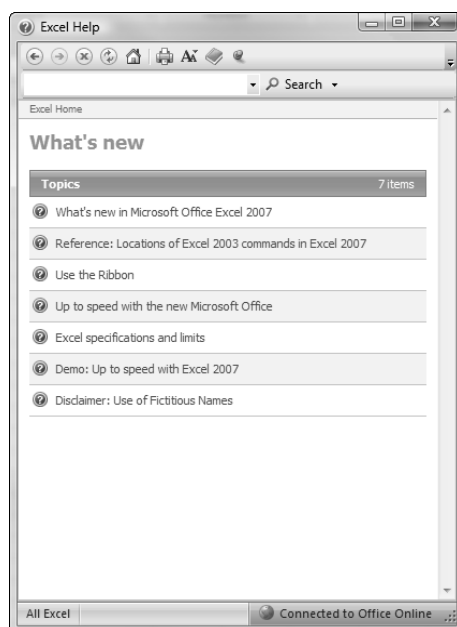 Excel Help
Search
Excel Home
What's new
Topics 7 items
What's new in Microsoft Office Excel 2007
Reference: Locations of Excel 2003 commands in Excel 2007
Use the Ribbon
Up to speed with the new Microsoft Office
Excel specifications and limits
Demo: Up to speed with Excel 2007
Disclaimer: Use of Fictitious Names
All Excel Connected to Office Online